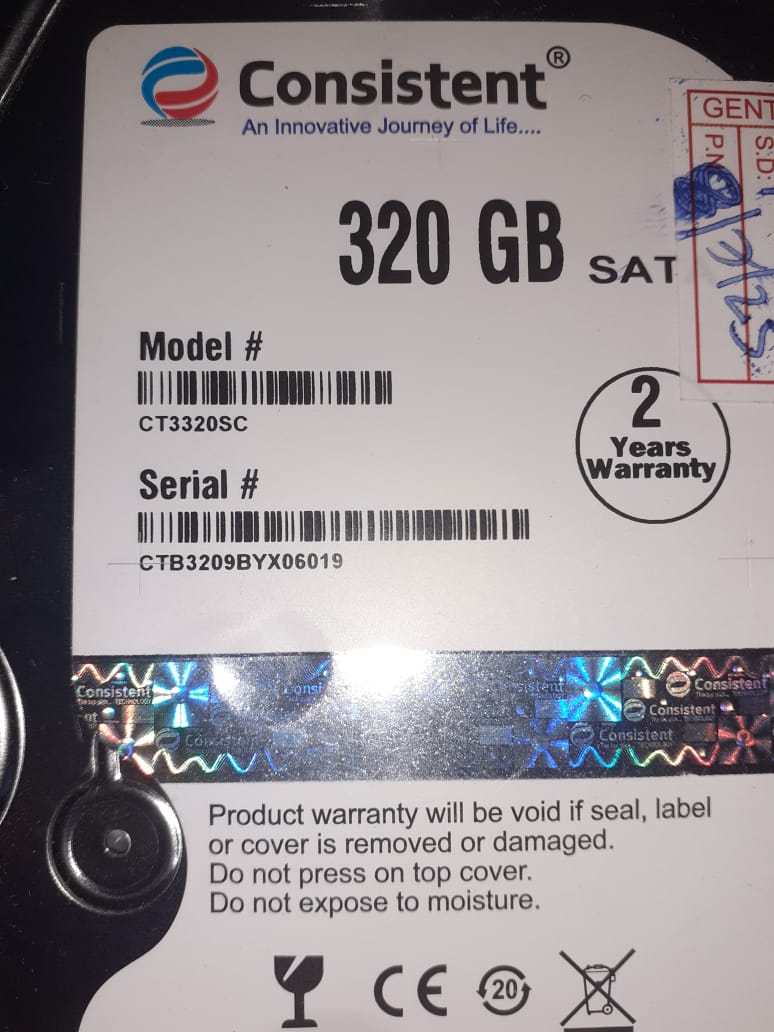 Consistent®
An Innovative Journey of Life....
320 GB SAT
GENT
S.D:
P.N
Model #
CT3320SC
2
Years
Warranty
Serial #
CTB3209BYX06019
Consistent
Consistent
Consistent
Consistent
Product warranty will be void if seal, label
or cover is removed or damaged.
Do not press on top cover.
Do not expose to moisture.
CE 20